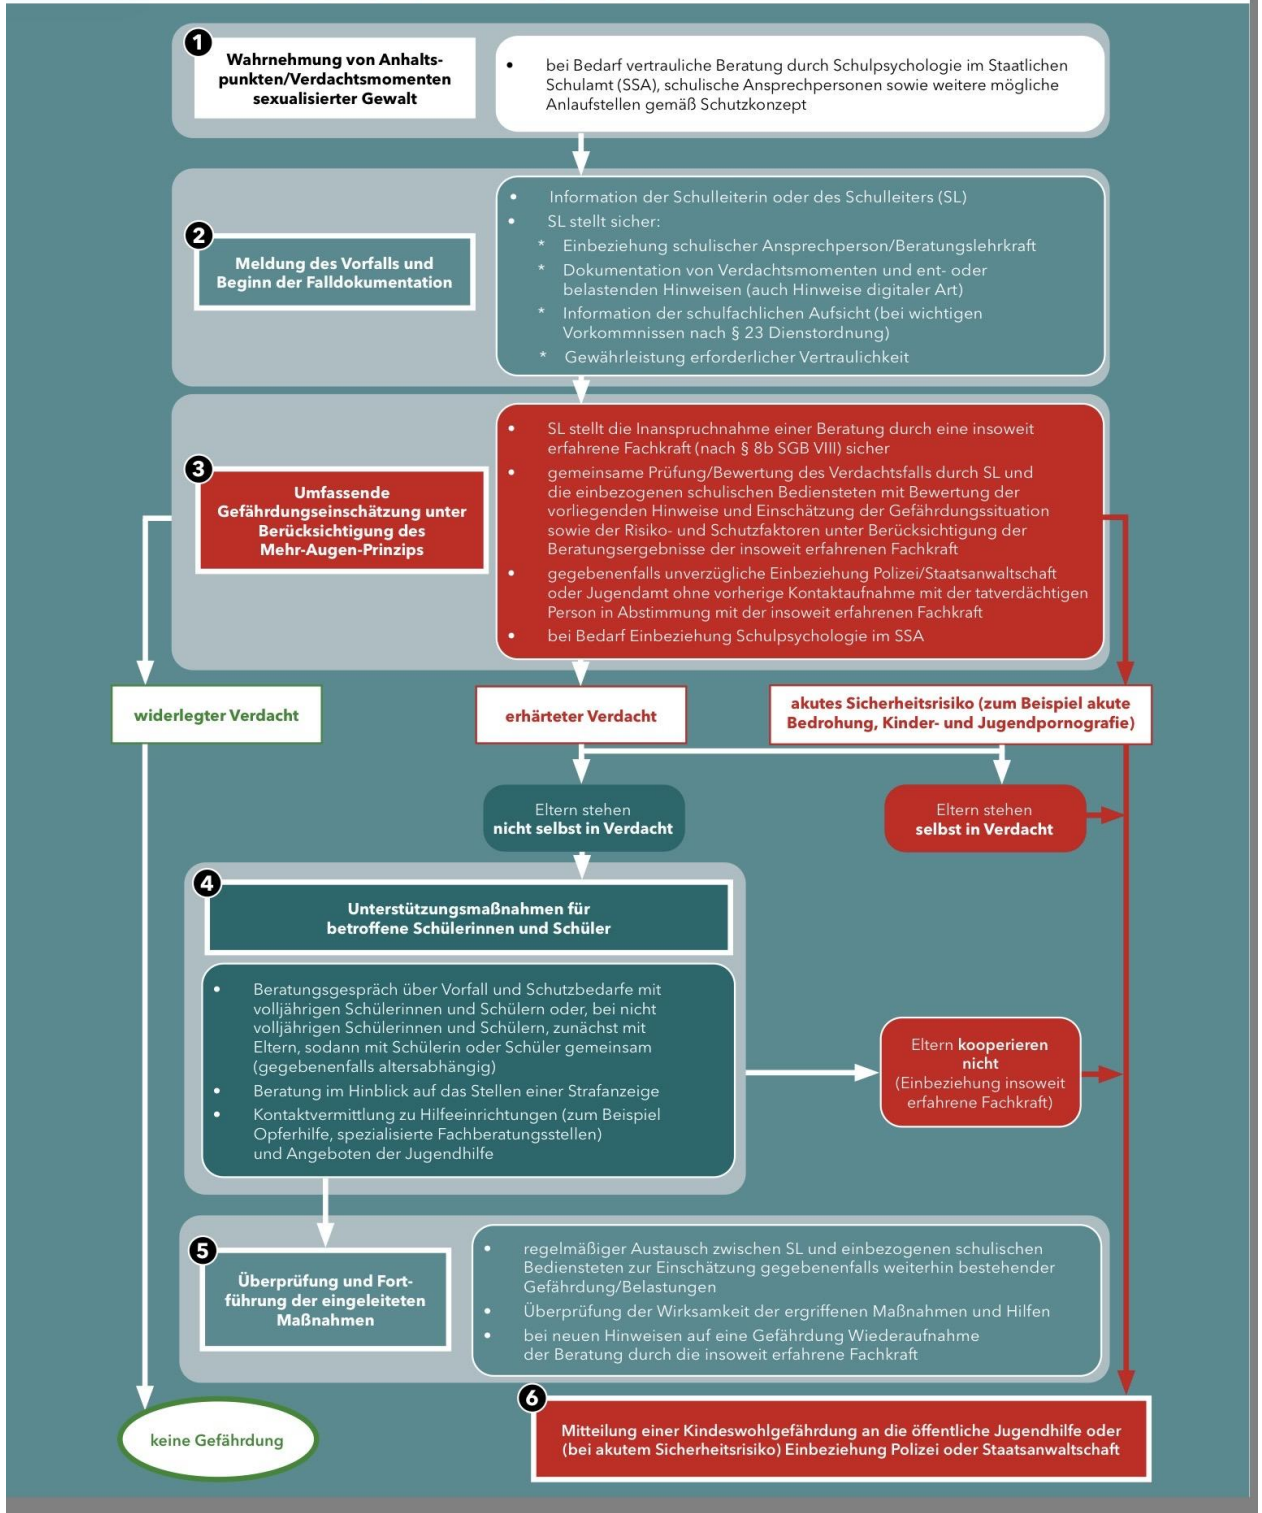 1
Wahrnehmung von Anhalts-
punkten/Verdachtsmomenten
sexualisierter Gewalt
• bei Bedarf vertrauliche Beratung durch Schulpsychologie im Staatlichen
Schulamt (SSA), schulische Ansprechpersonen sowie weitere mögliche
Anlaufstellen gemäß Schutzkonzept
2
Meldung des Vorfalls und
Beginn der Falldokumentation
• Information der Schulleiterin oder des Schulleiters (SL)
• SL stellt sicher:
* Einbeziehung schulischer Ansprechperson/Beratungslehrkraft
* Dokumentation von Verdachtsmomenten und ent- oder
belastenden Hinweisen (auch Hinweise digitaler Art)
* Information der schulfachlichen Aufsicht (bei wichtigen
Vorkommnissen nach § 23 Dienstordnung)
* Gewährleistung erforderlicher Vertraulichkeit
3
Umfassende
Gefährdungseinschätzung unter
Berücksichtigung des
Mehr-Augen-Prinzips
• SL stellt die Inanspruchnahme einer Beratung durch eine insoweit
erfahrene Fachkraft (nach § 8b SGB VIII) sicher
• gemeinsame Prüfung/Bewertung des Verdachtsfalls durch SL und
die einbezogenen schulischen Bediensteten mit Bewertung der
vorliegenden Hinweise und Einschätzung der Gefährdungssituation
sowie der Risiko- und Schutzfaktoren unter Berücksichtigung der
Beratungsergebnisse der insoweit erfahrenen Fachkraft
• gegebenenfalls unverzügliche Einbeziehung Polizei/Staatsanwaltschaft
oder Jugendamt ohne vorherige Kontaktaufnahme mit der tatverdächtigen
Person in Abstimmung mit der insoweit erfahrenen Fachkraft
• bei Bedarf Einbeziehung Schulpsychologie im SSA
widerlegter Verdacht
erhärteter Verdacht
akutes Sicherheitsrisiko (zum Beispiel akute
Bedrohung, Kinder- und Jugendpornografie)
Eltern stehen
nicht selbst in Verdacht
Eltern stehen
selbst in Verdacht
4
Unterstützungsmaßnahmen für
betroffene Schülerinnen und Schüler
• Beratungsgespräch über Vorfall und Schutzbedarfe mit
volljährigen Schülerinnen und Schülern oder, bei nicht
volljährigen Schülerinnen und Schülern, zunächst mit
Eltern, sodann mit Schülerin oder Schüler gemeinsam
(gegebenenfalls altersabhängig)
• Beratung im Hinblick auf das Stellen einer Strafanzeige
• Kontaktvermittlung zu Hilfeeinrichtungen (zum Beispiel
Opferhilfe, spezialisierte Fachberatungsstellen)
und Angeboten der Jugendhilfe
Eltern kooperieren
nicht
(Einbeziehung insoweit
erfahrene Fachkraft)
5
Überprüfung und Fort-
führung der eingeleiteten
Maßnahmen
• regelmäßiger Austausch zwischen SL und einbezogenen schulischen
Bediensteten zur Einschätzung gegebenenfalls weiterhin bestehender
Gefährdung/Belastungen
• Überprüfung der Wirksamkeit der ergriffenen Maßnahmen und Hilfen
• bei neuen Hinweisen auf eine Gefährdung Wiederaufnahme
der Beratung durch die insoweit erfahrene Fachkraft
keine Gefährdung
6
Mitteilung einer Kindeswohlgefährdung an die öffentliche Jugendhilfe oder
(bei akutem Sicherheitsrisiko) Einbeziehung Polizei oder Staatsanwaltschaft